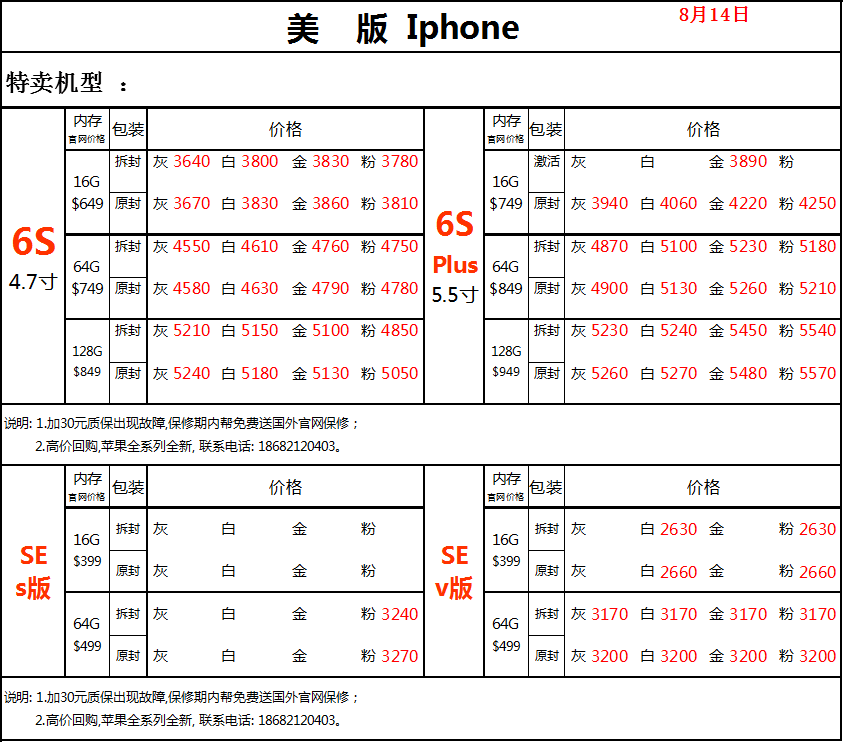 美 版 Iphone
8月14日
特卖机型 ：
内存 包装 价格 内存 包装 价格
官网价格 官网价格
拆封 灰 3640 白 3800 金 3830 粉 3780 激活 灰 白 金 3890 粉
16G 16G
$649 原封 灰 3670 白 3830 金 3860 粉 3810 $749 原封 灰 3940 白 4060 金 4220 粉 4250
6S 6S
拆封 灰 4550 白 4610 金 4760 粉 4750 拆封 灰 4870 白 5100 金 5230 粉 5180
64G Plus 64G
4.7寸 $749 原封 灰 4580 白 4630 金 4790 粉 4780 5.5寸 $849 原封 灰 4900 白 5130 金 5260 粉 5210
拆封 灰 5210 白 5150 金 5100 粉 4850 拆封 灰 5230 白 5240 金 5450 粉 5540
128G 128G
$849 原封 灰 5240 白 5180 金 5130 粉 5050 $949 原封 灰 5260 白 5270 金 5480 粉 5570
说明: 1.加30元质保出现故障,保修期内帮免费送国外官网保修；
2.高价回购,苹果全系列全新, 联系电话: 18682120403。
内存 包装 价格 内存 包装 价格
官网价格 官网价格
拆封 灰 白 金 粉 拆封 灰 白 2630 金 粉 2630
16G 16G
SE $399 SE $399
原封 灰 白 金 粉 原封 灰 白 2660 金 粉 2660
s版 v版
拆封 灰 白 金 粉 3240 拆封 灰 3170 白 3170 金 3170 粉 3170
64G 64G
$499 原封 灰 白 金 粉 3270 $499 原封 灰 3200 白 3200 金 3200 粉 3200
说明: 1.加30元质保出现故障,保修期内帮免费送国外官网保修；
2.高价回购,苹果全系列全新, 联系电话: 18682120403。